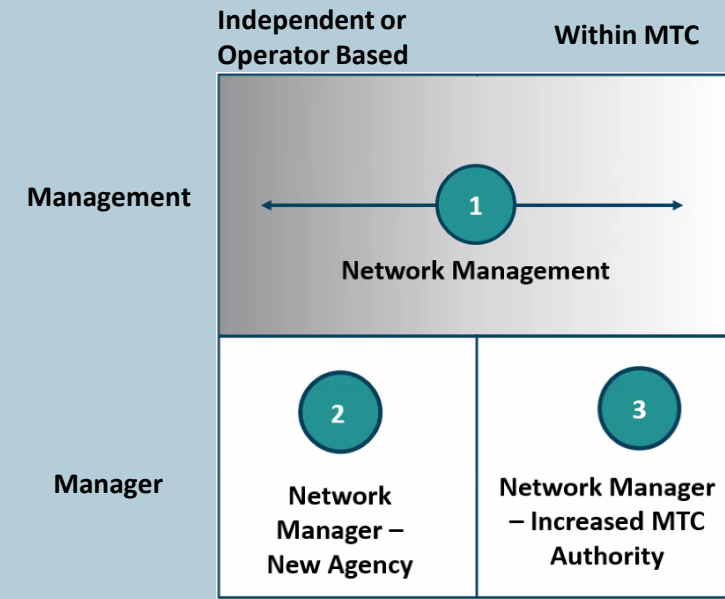 Independent or
Operator Based
Within MTC
Management
1
Network Management
2
3
Manager
Network
Manager –
New Agency
Network Manager
– Increased MTC
Authority